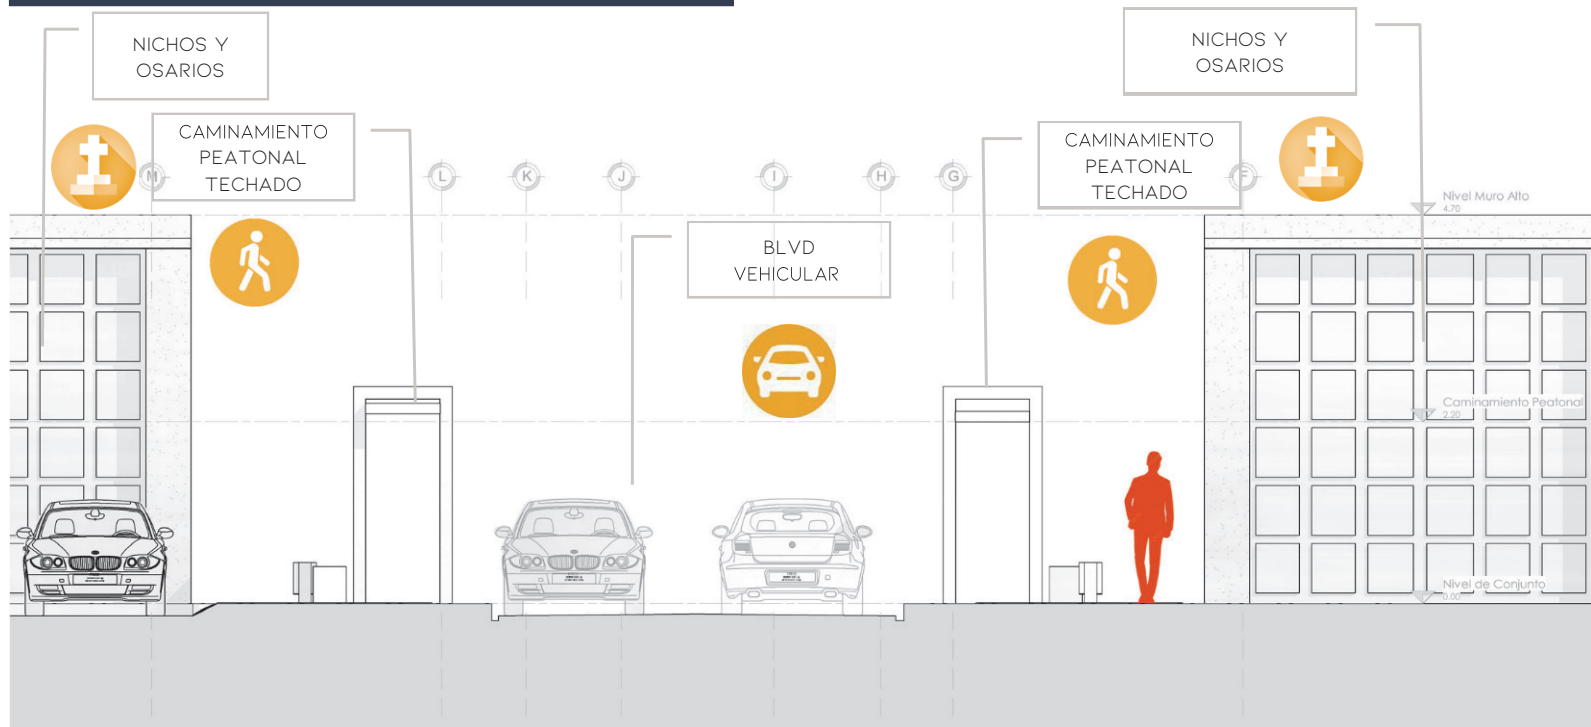 NICHOS Y
OSARIOS
NICHOS Y
OSARIOS
CAMINAMIENTO
PEATONAL
TECHADO
CAMINAMIENTO
PEATONAL
TECHADO
M
L
K
J
I
H
G
F
Nivel Muro Alto
4.70
BLVD
VEHICULAR
Caminamiento Peatonal
2.20
Nivel de Conjunto
0.00